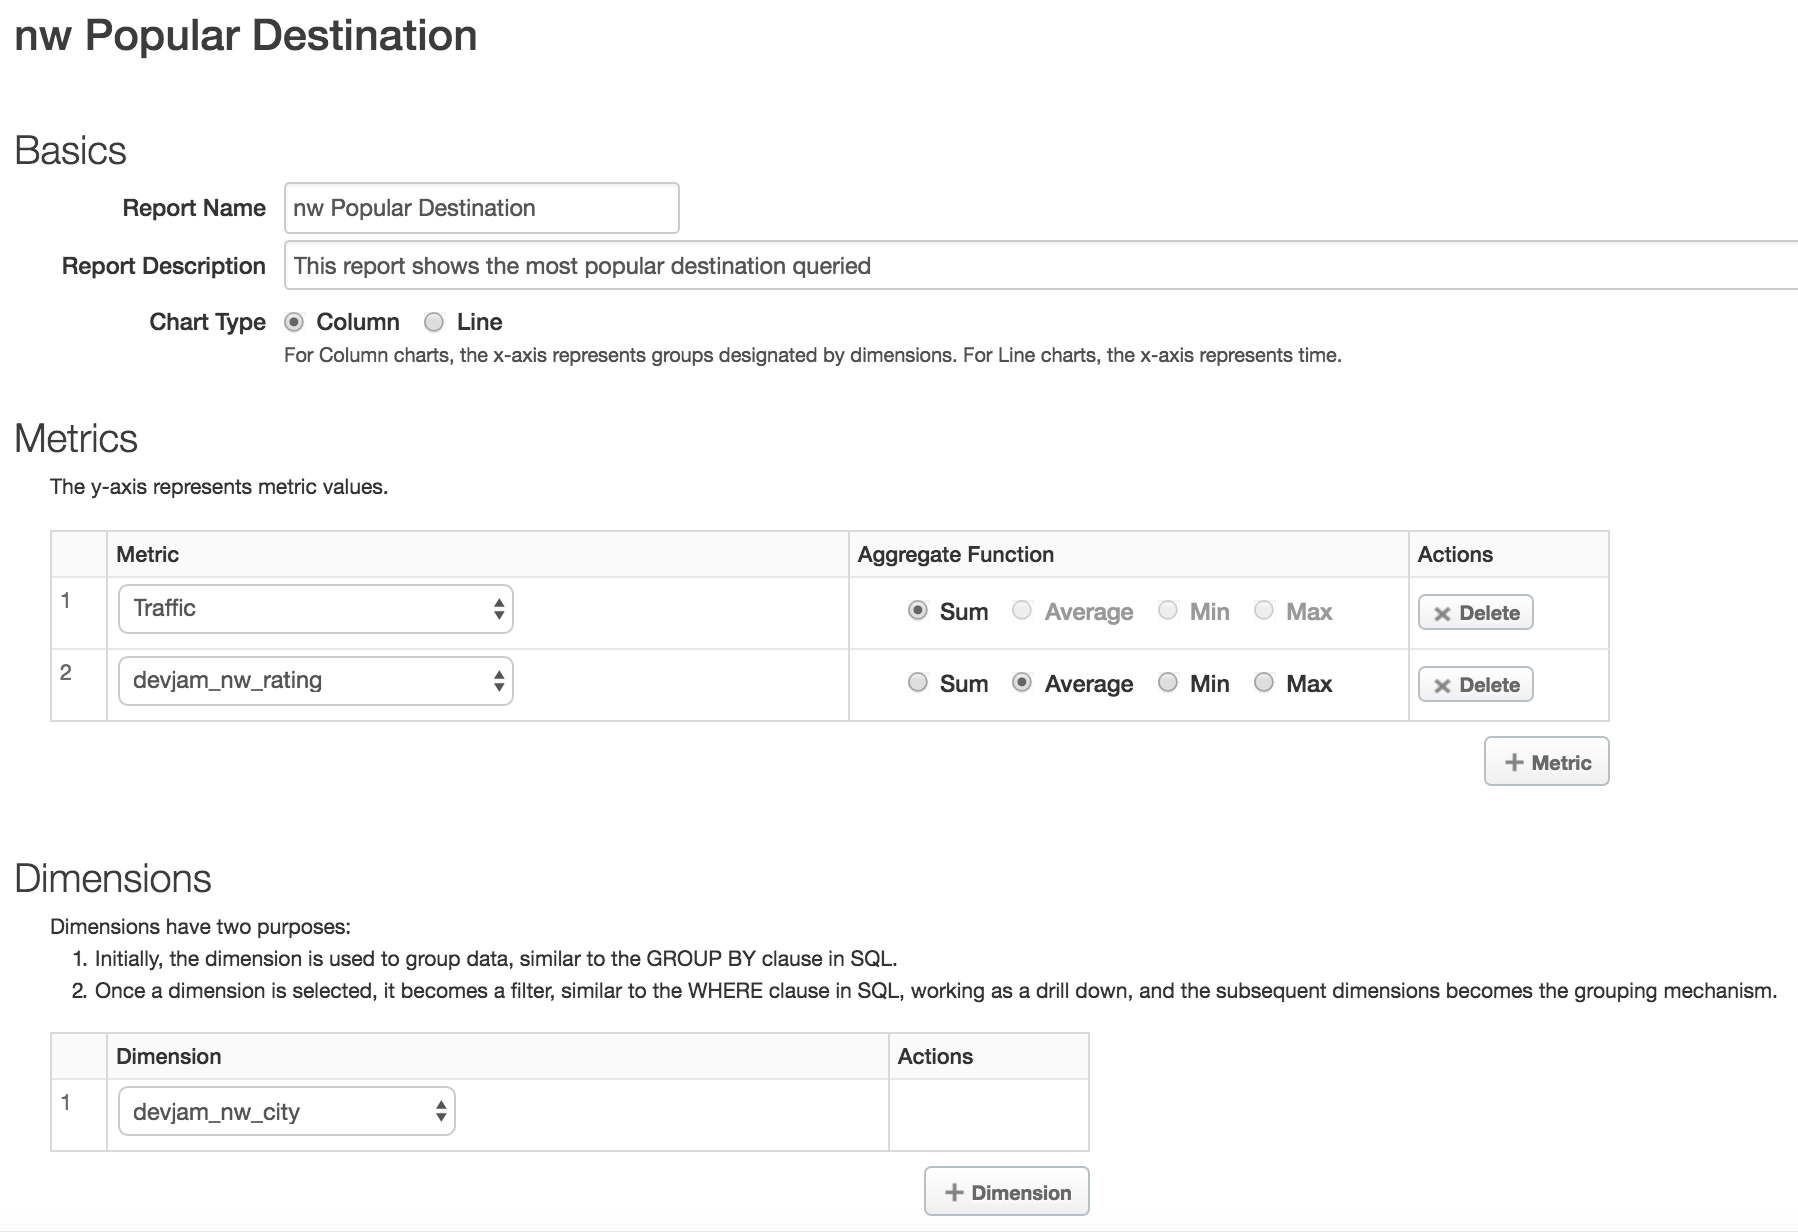 nw Popular Destination
Basics
Report Name nw Popular Destination
Report Description This report shows the most popular destination queried
Chart Type Column Line
For Column charts, the x-axis represents groups designated by dimensions. For Line charts, the x-axis represents time.
Metrics
The y-axis represents metric values.
Metric Aggregate Function Actions
1 Traffic Sum Average Min Max Delete
2 devjam_nw_rating Sum Average Min Max Delete
+ Metric
Dimensions
Dimensions have two purposes:
1. Initially, the dimension is used to group data, similar to the GROUP BY clause in SQL.
2. Once a dimension is selected, it becomes a filter, similar to the WHERE clause in SQL, working as a drill down, and the subsequent dimensions becomes the grouping mechanism.
Dimension Actions
1 devjam_nw_city
+ Dimension